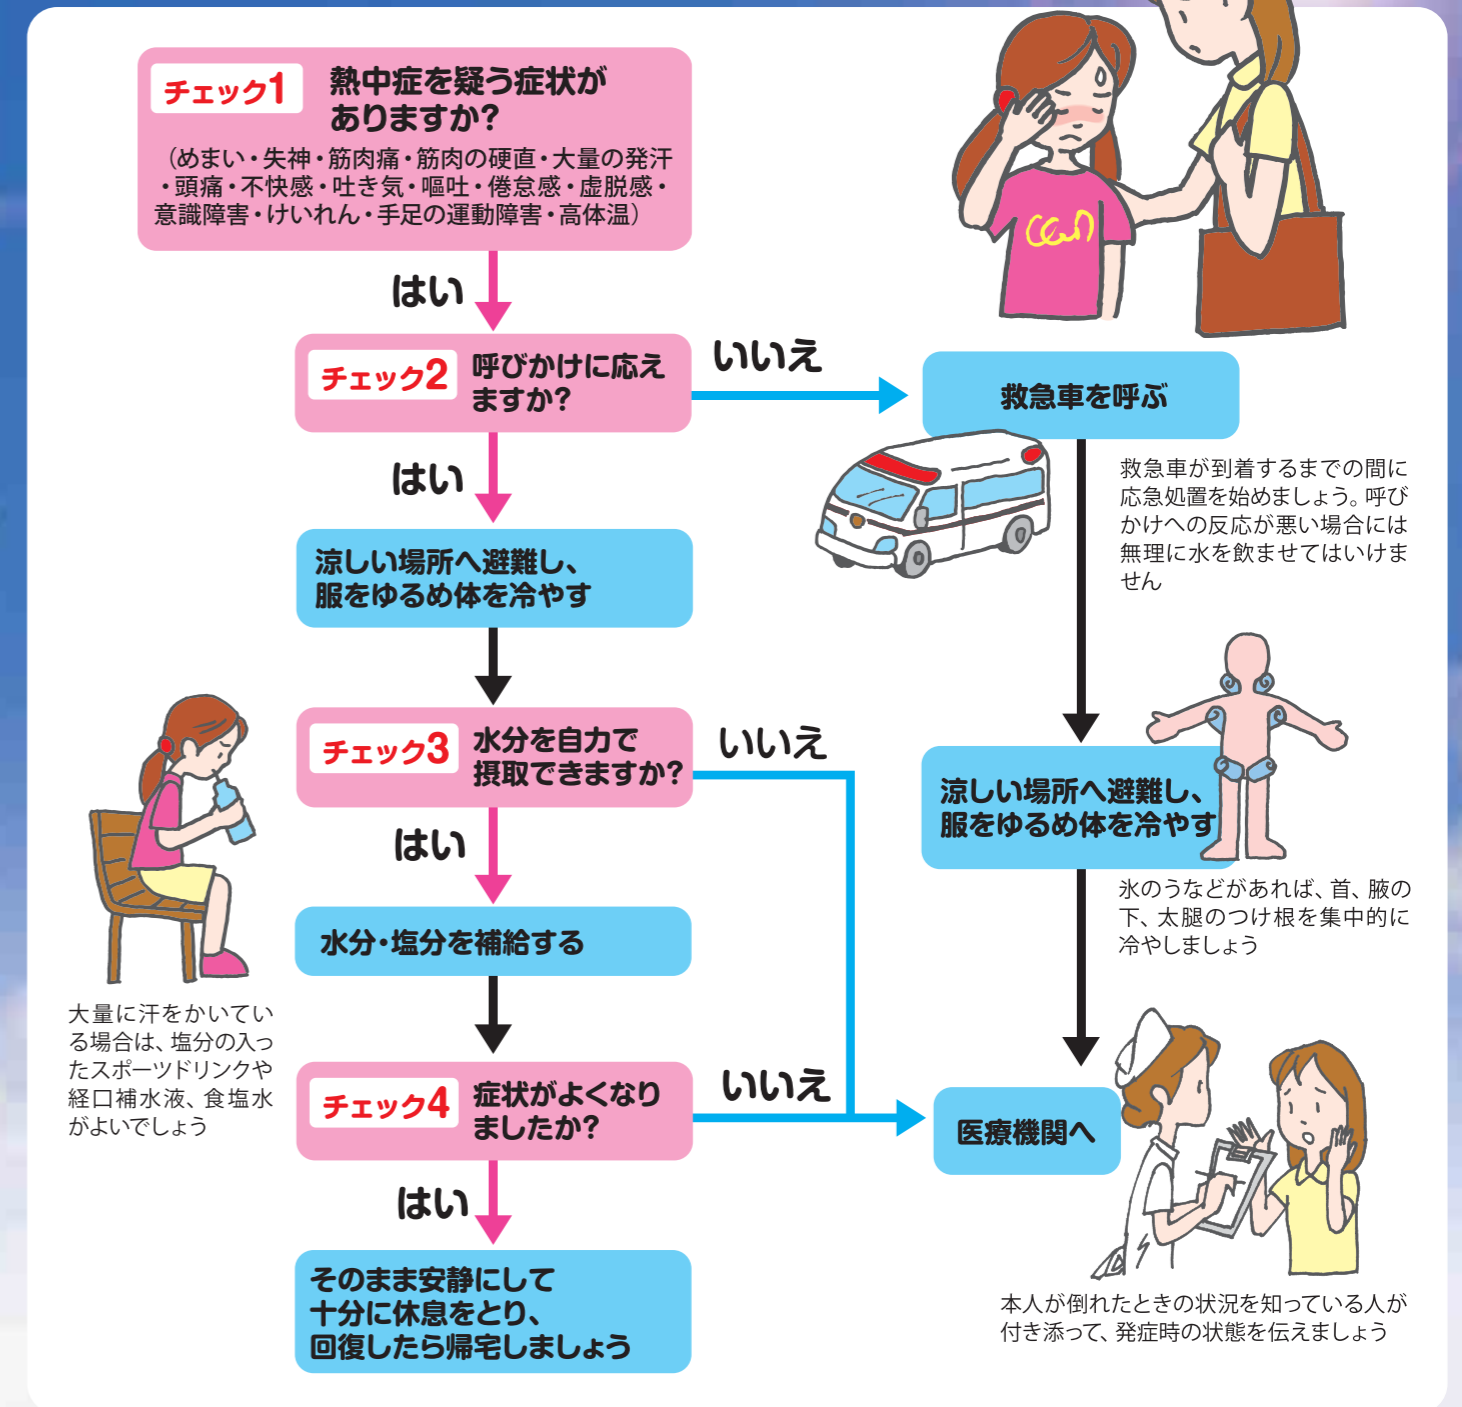 チェック1
熱中症を疑う症状が
ありますか?
（めまい・失神・筋肉痛・筋肉の硬直・大量の発汗
・頭痛・不快感・吐き気・嘔吐・倦怠感・虚脱感・
意識障害・けいれん・手足の運動障害・高体温）
はい
チェック2
呼びかけに応え
ますか?
いいえ
救急車を呼ぶ
救急車が到着するまでの間に
応急処置を始めましょう。呼び
かけへの反応が悪い場合には
無理に水を飲ませてはいけま
せん
はい
涼しい場所へ避難し、
服をゆるめ体を冷やす
チェック3
水分を自力で
摂取できますか?
いいえ
涼しい場所へ避難し、
服をゆるめ体を冷やす
氷のうなどがあれば、首、腋の
下、太腿のつけ根を集中的に
冷やしましょう
はい
水分・塩分を補給する
大量に汗をかいてい
る場合は、塩分の入っ
たスポーツドリンクや
経口補水液、食塩水
がよいでしょう
チェック4
症状がよくなり
ましたか?
いいえ
医療機関へ
本人が倒れたときの状況を知っている人が
付き添って、発症時の状態を伝えましょう
はい
そのまま安静にして
十分に休息をとり、
回復したら帰宅しましょう